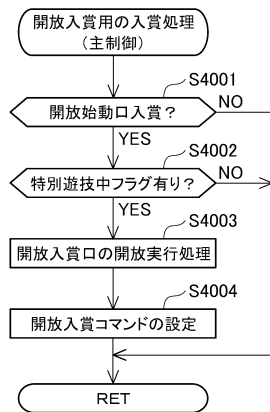 開放入賞用の入賞処理
（主制御）
S4001
開放始動口入賞？
NO
YES
S4002
特別遊技中フラグ有り？
NO
YES
S4003
開放入賞口の開放実行処理
S4004
開放入賞コマンドの設定
RET